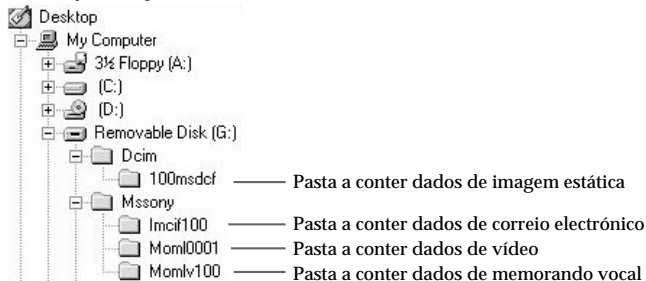 Desktop
My Computer
3½ Floppy (A:)
(C:)
(D:)
Removable Disk (G:)
Dcim
100msdcf Pasta a conter dados de imagem estática
Mssony
Imcif100 Pasta a conter dados de correio electrónico
Moml0001 Pasta a conter dados de vídeo
Momlv100 Pasta a conter dados de memorando vocal